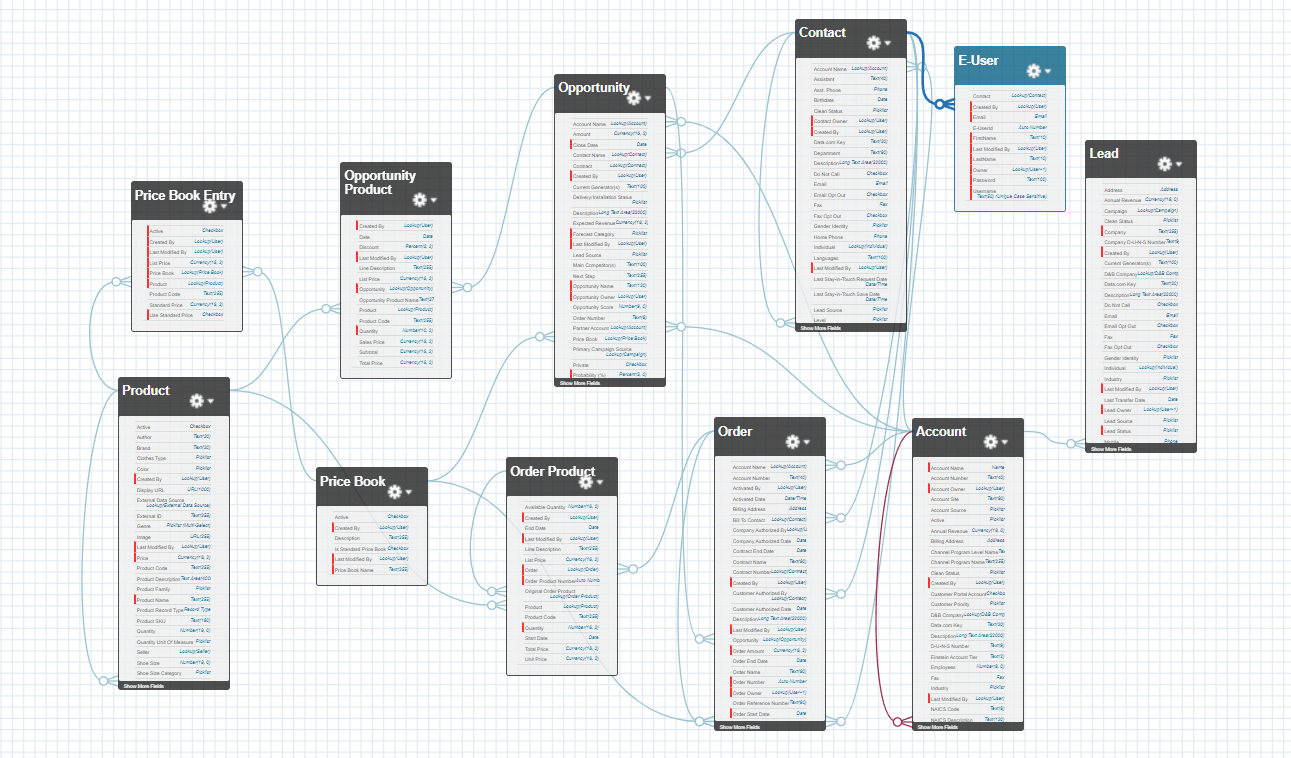 Contact
Account Name Lookup(Account)
Assistant Text(40)
Asst. Phone Phone
Birthdate Date
Clean Status Picklist
Contact Owner Lookup(User)
Created By Lookup(User)
Data.com Key Text(20)
Department Text(80)
Description Long Text Area(32000)
Do Not Call Checkbox
Email Email
Email Opt Out Checkbox
Fax Fax
Fax Opt Out Checkbox
Gender Identity Picklist
Home Phone Phone
Individual Lookup(Individual)
Languages Text(100)
Last Modified By Lookup(User)
Last Stay-in-Touch Request Date
Date/Time
Last Stay-in-Touch Save Date
Date/Time
Lead Source Picklist
Level Picklist
Show More Fields
E-User
Contact Lookup(Contact)
Created By Lookup(User)
Email Email
E-UserId Auto Number
FirstName Text(10)
Last Modified By Lookup(User)
LastName Text(10)
Owner Lookup(User+1)
Password Text(100)
Username
Text(50) (Unique Case Sensitive)
Opportunity
Account Name Lookup(Account)
Amount Currency(16, 2)
Close Date Date
Contact Name Lookup(Contact)
Contract Lookup(Contract)
Created By Lookup(User)
Current Generator(s) Text(100)
Delivery/Installation Status
Picklist
Description Long Text Area(32000)
Expected Revenue Currency(16, 2)
Forecast Category Picklist
Last Modified By Lookup(User)
Lead Source Picklist
Main Competitor(s) Text(100)
Next Step Text(255)
Opportunity Name Text(120)
Opportunity Owner Lookup(User)
Opportunity Score Number(9, 0)
Order Number Text(8)
Partner Account Lookup(Account)
Price Book Lookup(Price Book)
Primary Campaign Source
Lookup(Campaign)
Private Checkbox
Probability (%) Percent(3, 0)
Show More Fields
Lead
Address Address
Annual Revenue Currency(18, 0)
Campaign Lookup(Campaign)
Clean Status Picklist
Company Text(255)
Company D-U-N-S Number
Created By Lookup(User)
Current Generator(s) Text(100)
D&B Company Lookup(D&B Comp
Data.com Key Text(20)
Description Long Text Area(32000)
Do Not Call Checkbox
Email Email
Email Opt Out Checkbox
Fax Fax
Fax Opt Out Checkbox
Gender Identity Picklist
Individual Lookup(Individual)
Industry Picklist
Last Modified By Lookup(User)
Last Transfer Date Date
Lead Owner Lookup(User+1)
Lead Source Picklist
Lead Status Picklist
Mobile Phone
Show More Fields
Opportunity
Product
Created By Lookup(User)
Date Date
Discount Percent(3, 2)
Last Modified By Lookup(User)
Line Description Text(255)
List Price Currency(16, 2)
Opportunity Lookup(Opportunity)
Opportunity Product Name
Product Lookup(Product)
Product Code Text(255)
Quantity Number(10, 2)
Sales Price Currency(16, 2)
Subtotal Currency(16, 2)
Total Price Currency(16, 2)
Price Book Entry
Active Checkbox
Created By Lookup(User)
Last Modified By Lookup(User)
List Price Currency(16, 2)
Price Book Lookup(Price Book)
Product Lookup(Product)
Product Code Text(255)
Standard Price Currency(16, 2)
Use Standard Price Checkbox
Product
Active Checkbox
Author Text(30)
Brand Text(30)
Clothes Type Picklist
Color Picklist
Created By Lookup(User)
Display URL URL(1000)
External Data Source
Lookup(External Data Source)
External ID Text(255)
Genre Picklist (Multi-Select)
Image URL(255)
Last Modified By Lookup(User)
Price Currency(16, 2)
Product Code Text(255)
Product Description Text Area(4000)
Product Family Picklist
Product Name Text(255)
Product Record Type Record Type
Product SKU Text(180)
Quantity Number(18, 0)
Quantity Unit Of Measure Picklist
Seller Lookup(Seller)
Shoe Size Number(18, 0)
Shoe Size Category Picklist
Show More Fields
Price Book
Active Checkbox
Created By Lookup(User)
Description Text(255)
Is Standard Price Book Checkbox
Last Modified By Lookup(User)
Price Book Name Text(255)
Order Product
Available Quantity Number(16, 2)
Created By Lookup(User)
End Date Date
Last Modified By Lookup(User)
Line Description Text(255)
List Price Currency(16, 2)
Order Lookup(Order)
Order Product Number Auto Numb
Original Order Product
Lookup(Order Product)
Product Lookup(Product)
Product Code Text(255)
Quantity Number(16, 2)
Start Date Date
Total Price Currency(16, 2)
Unit Price Currency(16, 2)
Order
Account Name Lookup(Account)
Account Number Text(40)
Activated By Lookup(User)
Activated Date Date/Time
Billing Address Address
Bill To Contact Lookup(Contact)
Company Authorized By Lookup(U
Company Authorized Date Date
Contract End Date Date
Contract Name Text(80)
Contract Number Lookup(Contract)
Created By Lookup(User)
Customer Authorized By
Lookup(Contact)
Customer Authorized Date Date
Description Long Text Area(32000)
Last Modified By Lookup(User)
Opportunity Lookup(Opportunity)
Order Amount Currency(16, 2)
Order End Date Date
Order Name Text(80)
Order Number Auto Number
Order Owner Lookup(User+1)
Order Reference Number Text(80)
Order Start Date Date
Show More Fields
Account
Account Name Name
Account Number Text(40)
Account Owner Lookup(User)
Account Site Text(80)
Account Source Picklist
Active Picklist
Annual Revenue Currency(18, 0)
Billing Address Address
Channel Program Level Name Tex
Channel Program Name Text(255)
Clean Status Picklist
Created By Lookup(User)
Customer Portal Account Checkbo
Customer Priority Picklist
D&B Company Lookup(D&B Comp
Data.com Key Text(20)
Description Long Text Area(32000)
D-U-N-S Number Text(9)
Einstein Account Tier Text(2)
Employees Number(8, 0)
Fax Fax
Industry Picklist
Last Modified By Lookup(User)
NAICS Code Text(8)
NAICS Description Text(120)
Show More Fields